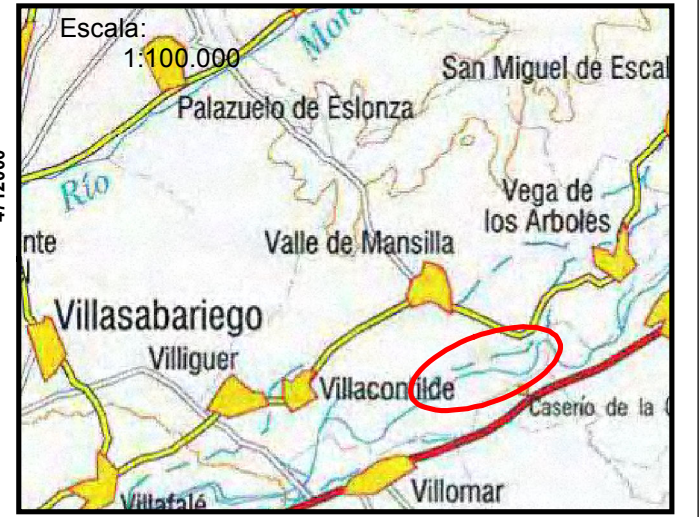 Escala:
1:100.000
San Miguel de Escal
Palazuelo de Eslonza
Río
Vega de
los Arboles
nte
Valle de Mansilla
Villasabariego
Villiguer
Caserío de la
Villomar
Villafalé